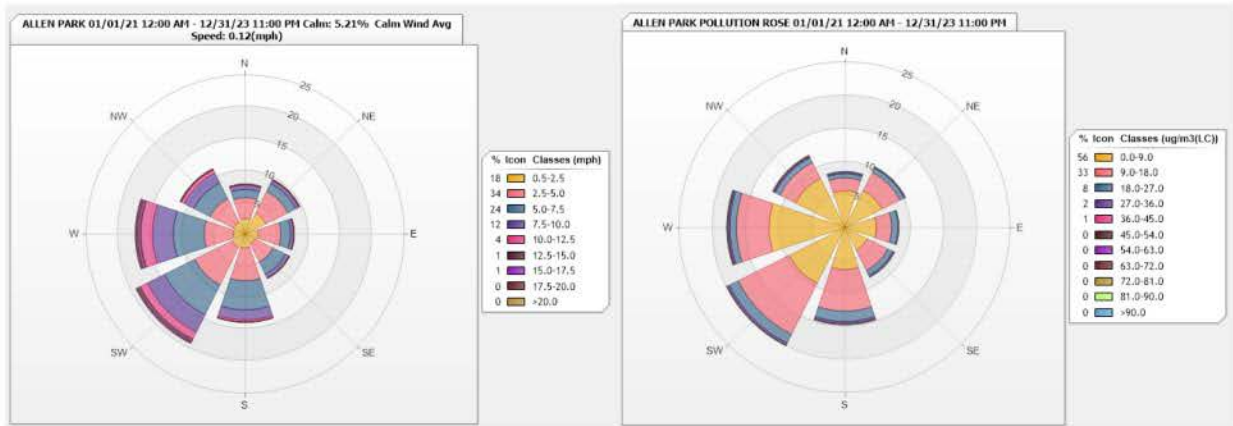 ALLEN PARK 01/01/21 12:00 AM - 12/31/23 11:00 PM Calm: 5.21% Calm Wind Avg
Speed: 0.12(mph)
N
NE
E
SE
S
SW
W
NW
5
10
15
20
25
% Icon Classes (mph)
18 0.5-2.5
34 2.5-5.0
24 5.0-7.5
12 7.5-10.0
4 10.0-12.5
1 12.5-15.0
1 15.0-17.5
0 17.5-20.0
0 >20.0
ALLEN PARK POLLUTION ROSE 01/01/21 12:00 AM - 12/31/23 11:00 PM
N
NE
E
SE
S
SW
W
NW
5
10
15
20
25
% Icon Classes (ug/m3(LC))
56 0.0-9.0
33 9.0-18.0
8 18.0-27.0
2 27.0-36.0
1 36.0-45.0
0 45.0-54.0
0 54.0-63.0
0 63.0-72.0
0 72.0-81.0
0 81.0-90.0
0 >90.0